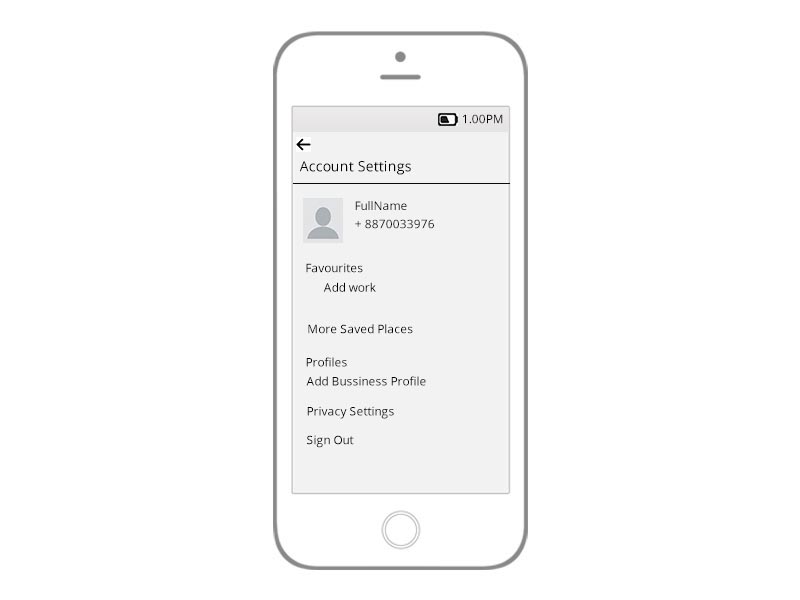 1.00PM
Account Settings
FullName
+ 8870033976
Favourites
Add work
More Saved Places
Profiles
Add Bussiness Profile
Privacy Settings
Sign Out